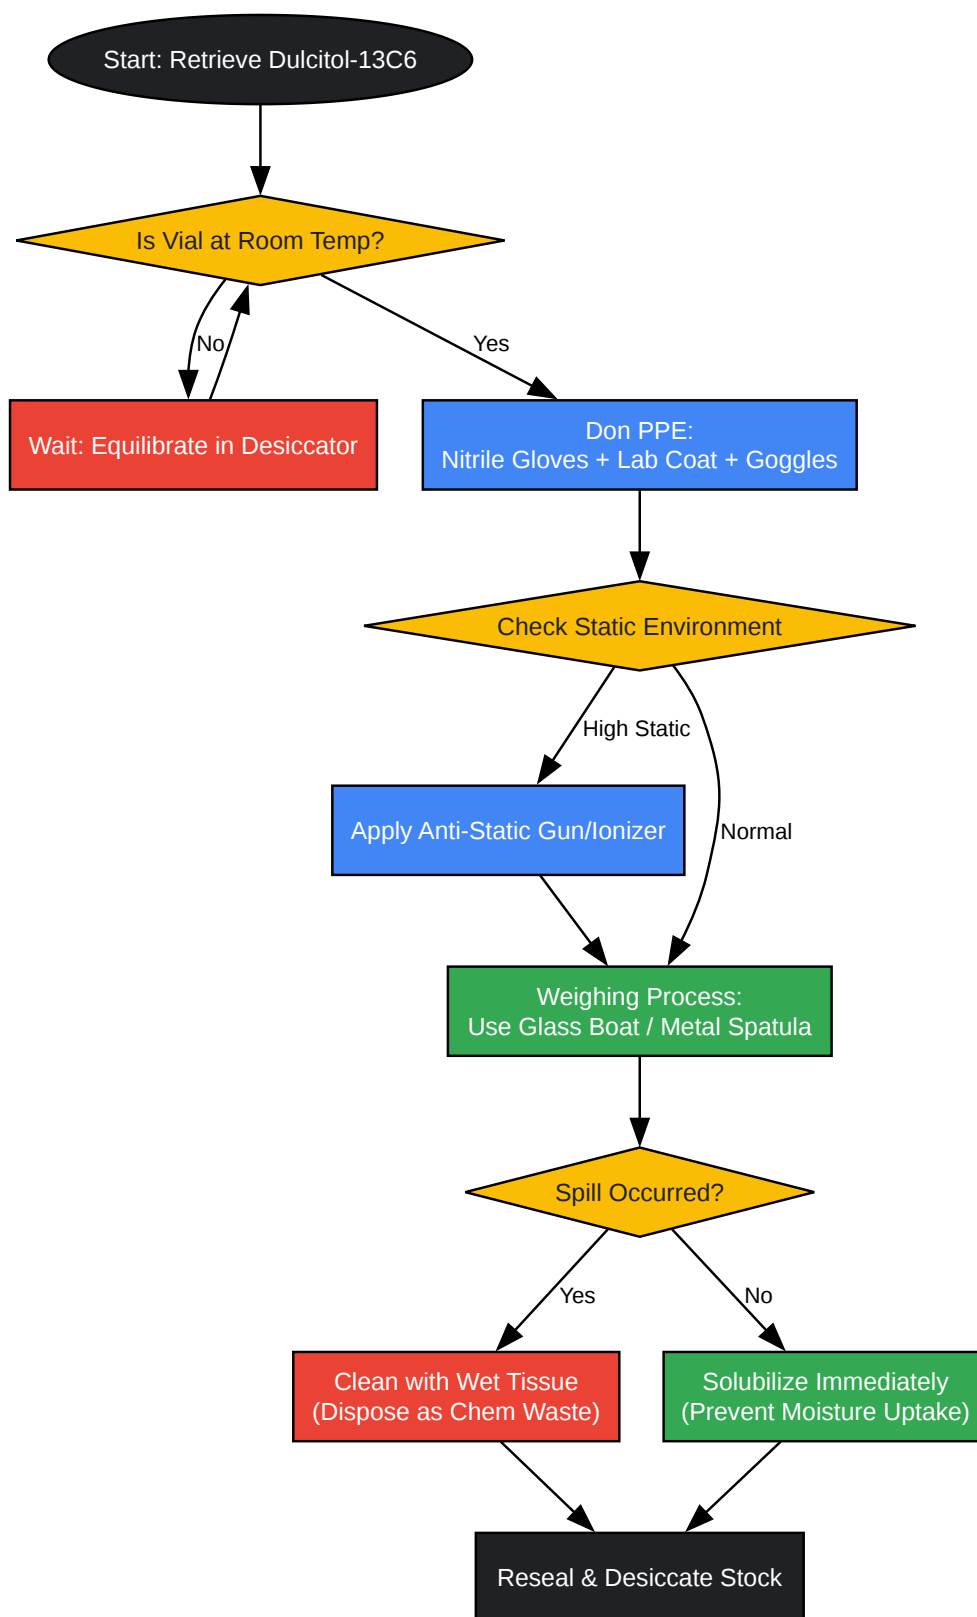 Start: Retrieve Dulcitol-13C6
Is Vial at Room Temp?
No
Yes
Wait: Equilibrate in Desiccator
Don PPE:
Nitrile Gloves + Lab Coat + Goggles
Check Static Environment
High Static
Apply Anti-Static Gun/Ionizer
Normal
Weighing Process:
Use Glass Boat / Metal Spatula
Spill Occurred?
Yes
No
Clean with Wet Tissue
(Dispose as Chem Waste)
Solubilize Immediately
(Prevent Moisture Uptake)
Reseal & Desiccate Stock